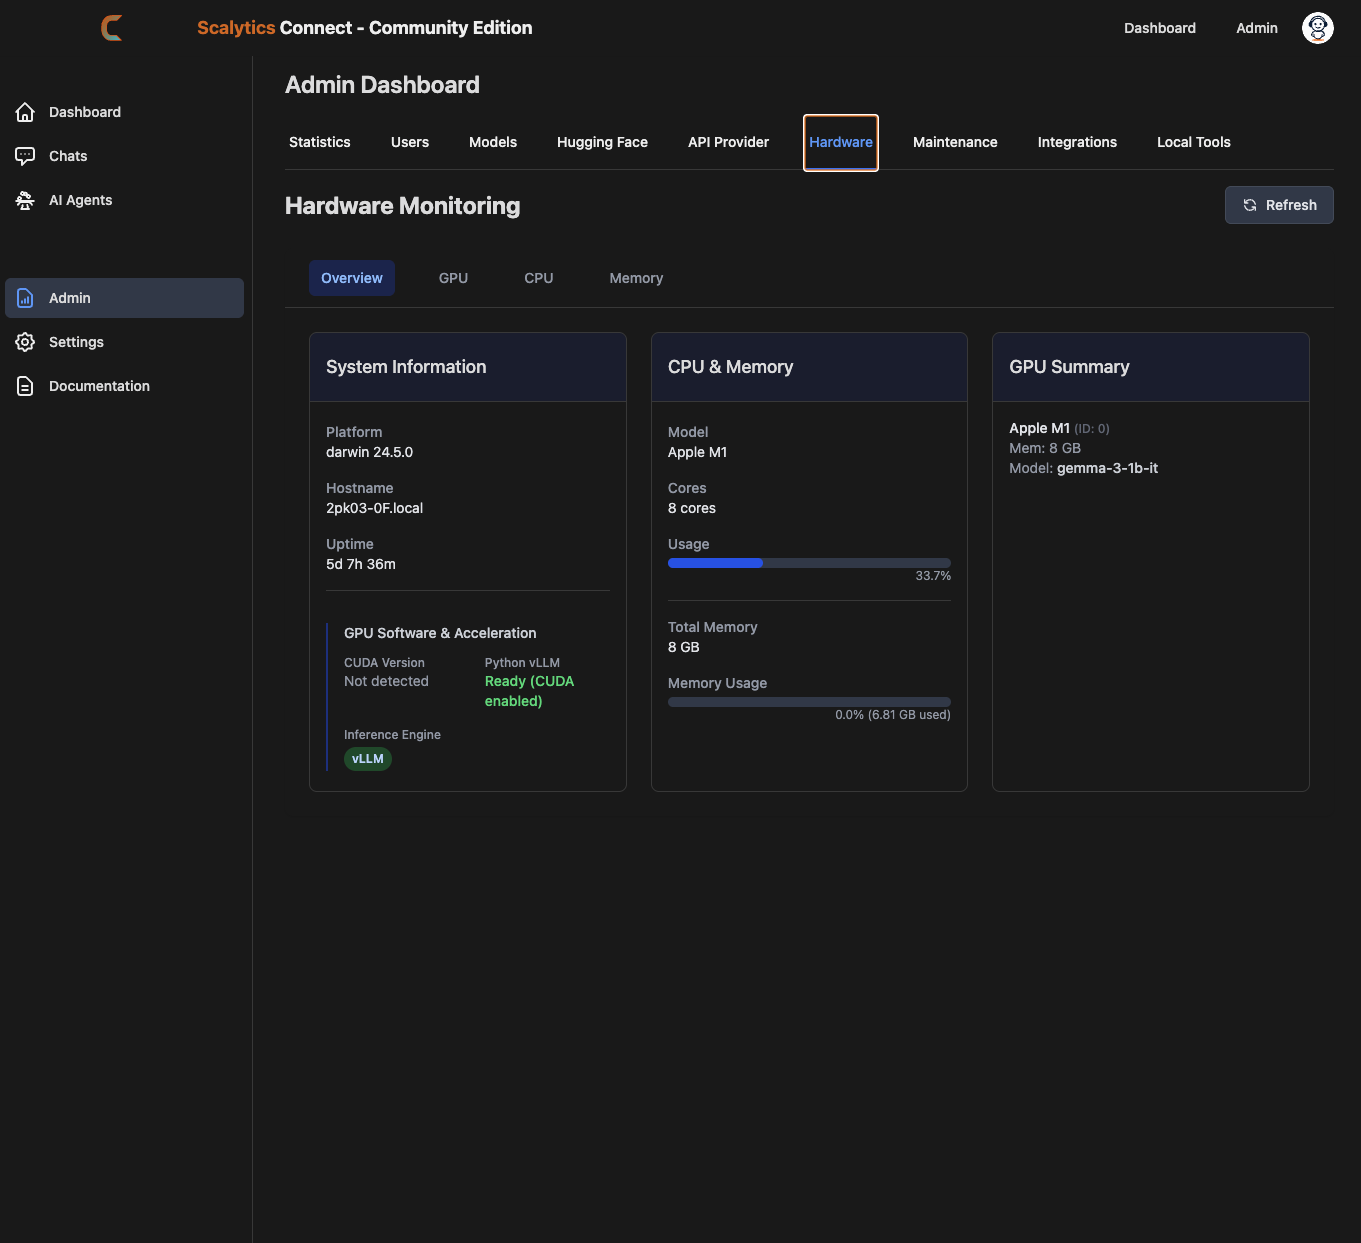 Scalytics Connect - Community Edition
Dashboard
Admin
Dashboard
Chats
AI Agents
Admin
Settings
Documentation
Admin Dashboard
Statistics
Users
Models
Hugging Face
API Provider
Hardware
Maintenance
Integrations
Local Tools
Hardware Monitoring
Refresh
Overview
GPU
CPU
Memory
System Information
Platform
darwin 24.5.0
Hostname
2pk03-0F.local
Uptime
5d 7h 36m
GPU Software & Acceleration
CUDA Version
Not detected
Python vLLM
Ready (CUDA
enabled)
Inference Engine
vLLM
CPU & Memory
Model
Apple M1
Cores
8 cores
Usage
33.7%
Total Memory
8 GB
Memory Usage
0.0% (6.81 GB used)
GPU Summary
Apple M1 (ID: 0)
Mem: 8 GB
Model: gemma-3-1b-it